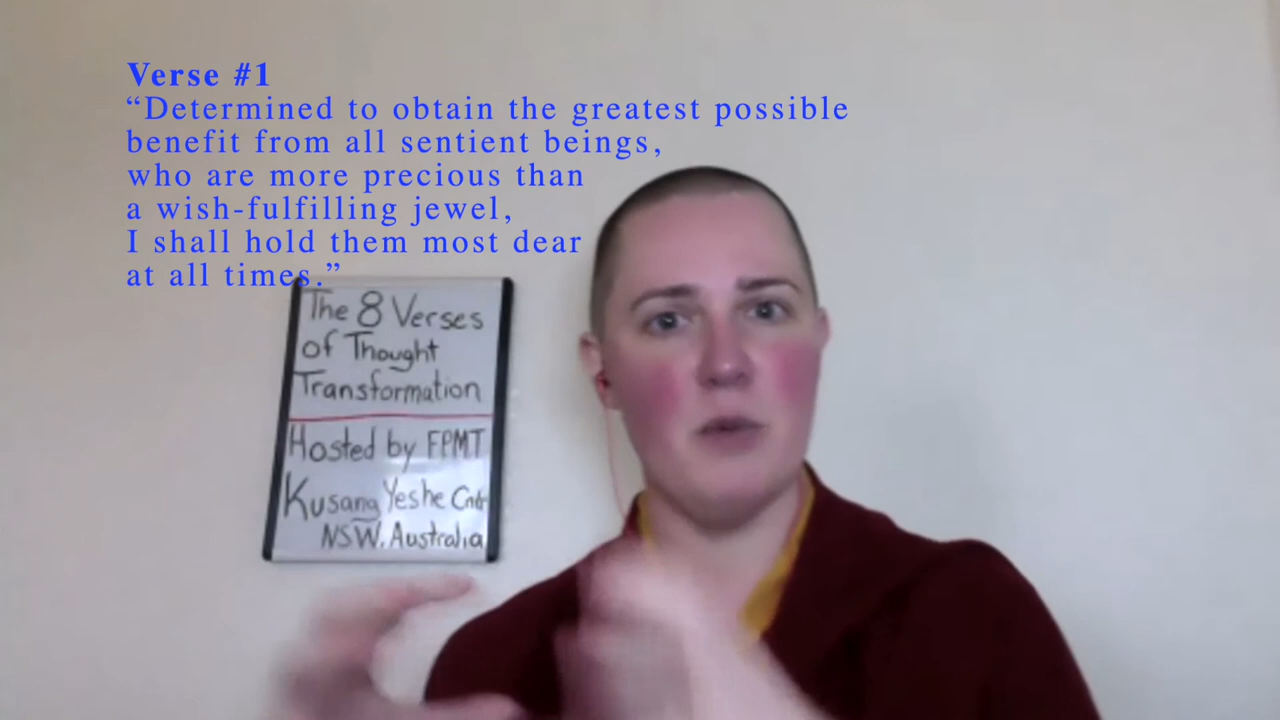 Verse #1
“Determined to obtain the greatest possible
benefit from all sentient beings,
who are more precious than
a wish-fulfilling jewel,
I shall hold them most dear
at all times.”
The 8 Verses
of Thought
Transformation
Hosted by FPMT
Kusang Yeshe Cntr
NSW. Australia